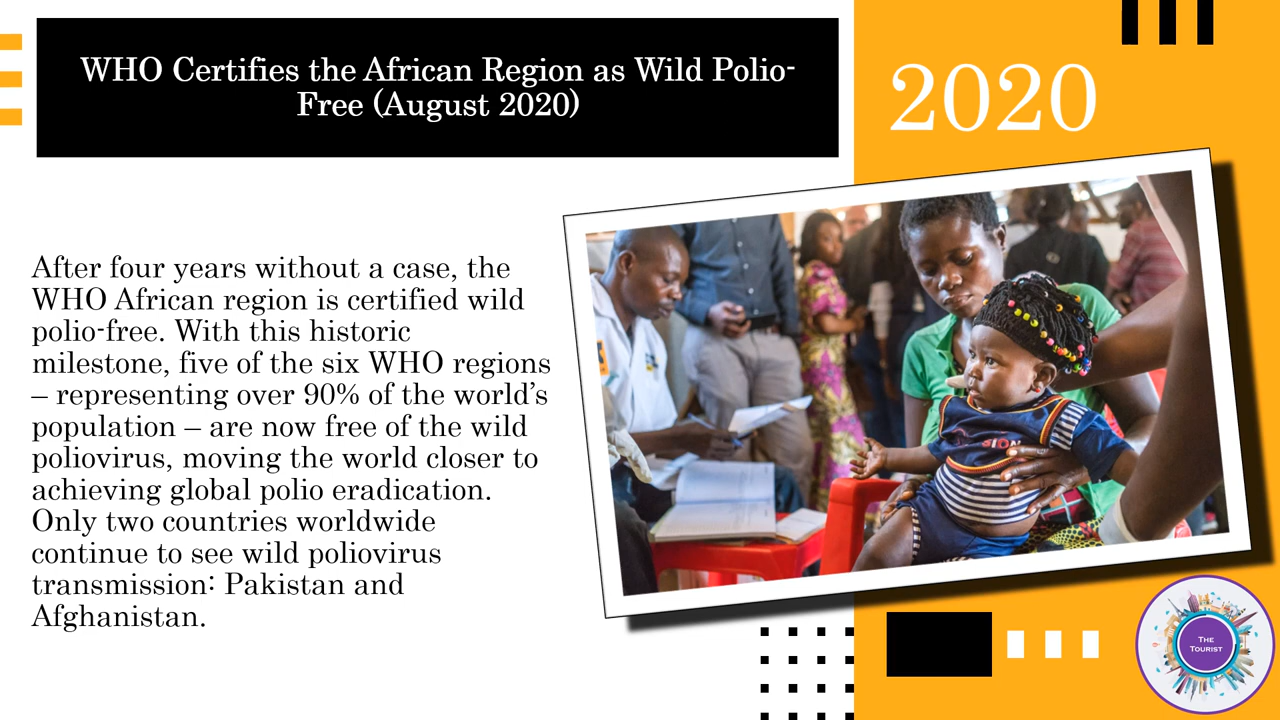 WHO Certifies the African Region as Wild Polio-
Free (August 2020)
2020
After four years without a case, the
WHO African region is certified wild
polio-free. With this historic
milestone, five of the six WHO regions
– representing over 90% of the world’s
population – are now free of the wild
poliovirus, moving the world closer to
achieving global polio eradication.
Only two countries worldwide
continue to see wild poliovirus
transmission: Pakistan and
Afghanistan.
THE
TOURIST